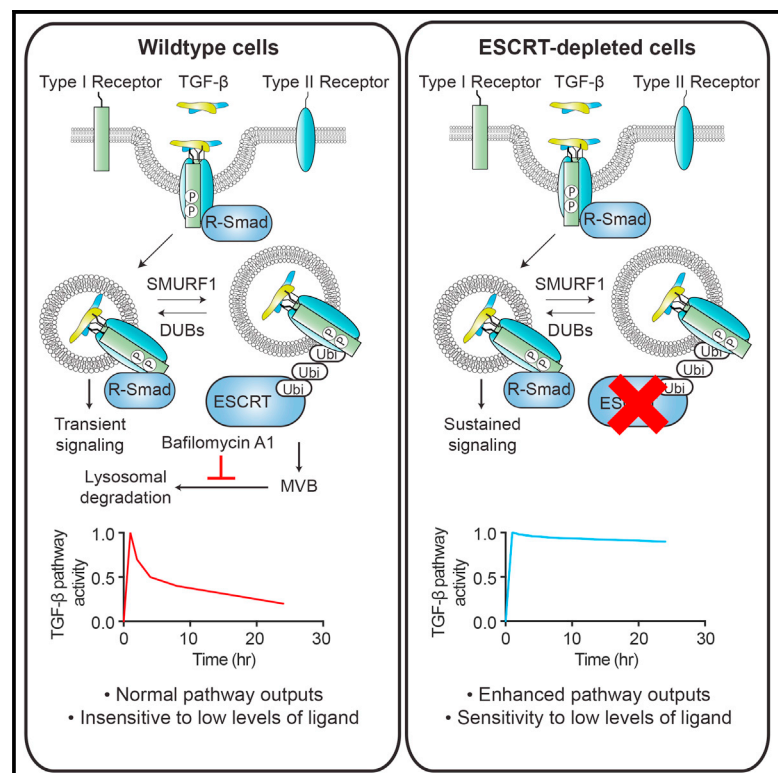 Wildtype cells
Type I Receptor
TGF-β
Type II Receptor
P
P
R-Smad
SMURF1
DUBs
P
P
R-Smad
P
P
Ubi
Ubi
Ubi
ESCRT
Transient
signaling
Bafilomycin A1
Lysosomal
degradation
MVB
TGF-β pathway
activity
1.0
0.5
0.0
0
10
20
30
Time (hr)
• Normal pathway outputs
• Insensitive to low levels of ligand
ESCRT-depleted cells
Type I Receptor
TGF-β
Type II Receptor
P
P
R-Smad
SMURF1
DUBs
P
P
R-Smad
P
P
Ubi
Ubi
Ubi
Sustained
signaling
TGF-β pathway
activity
1.0
0.5
0.0
0
10
20
30
Time (hr)
• Enhanced pathway outputs
• Sensitivity to low levels of ligand